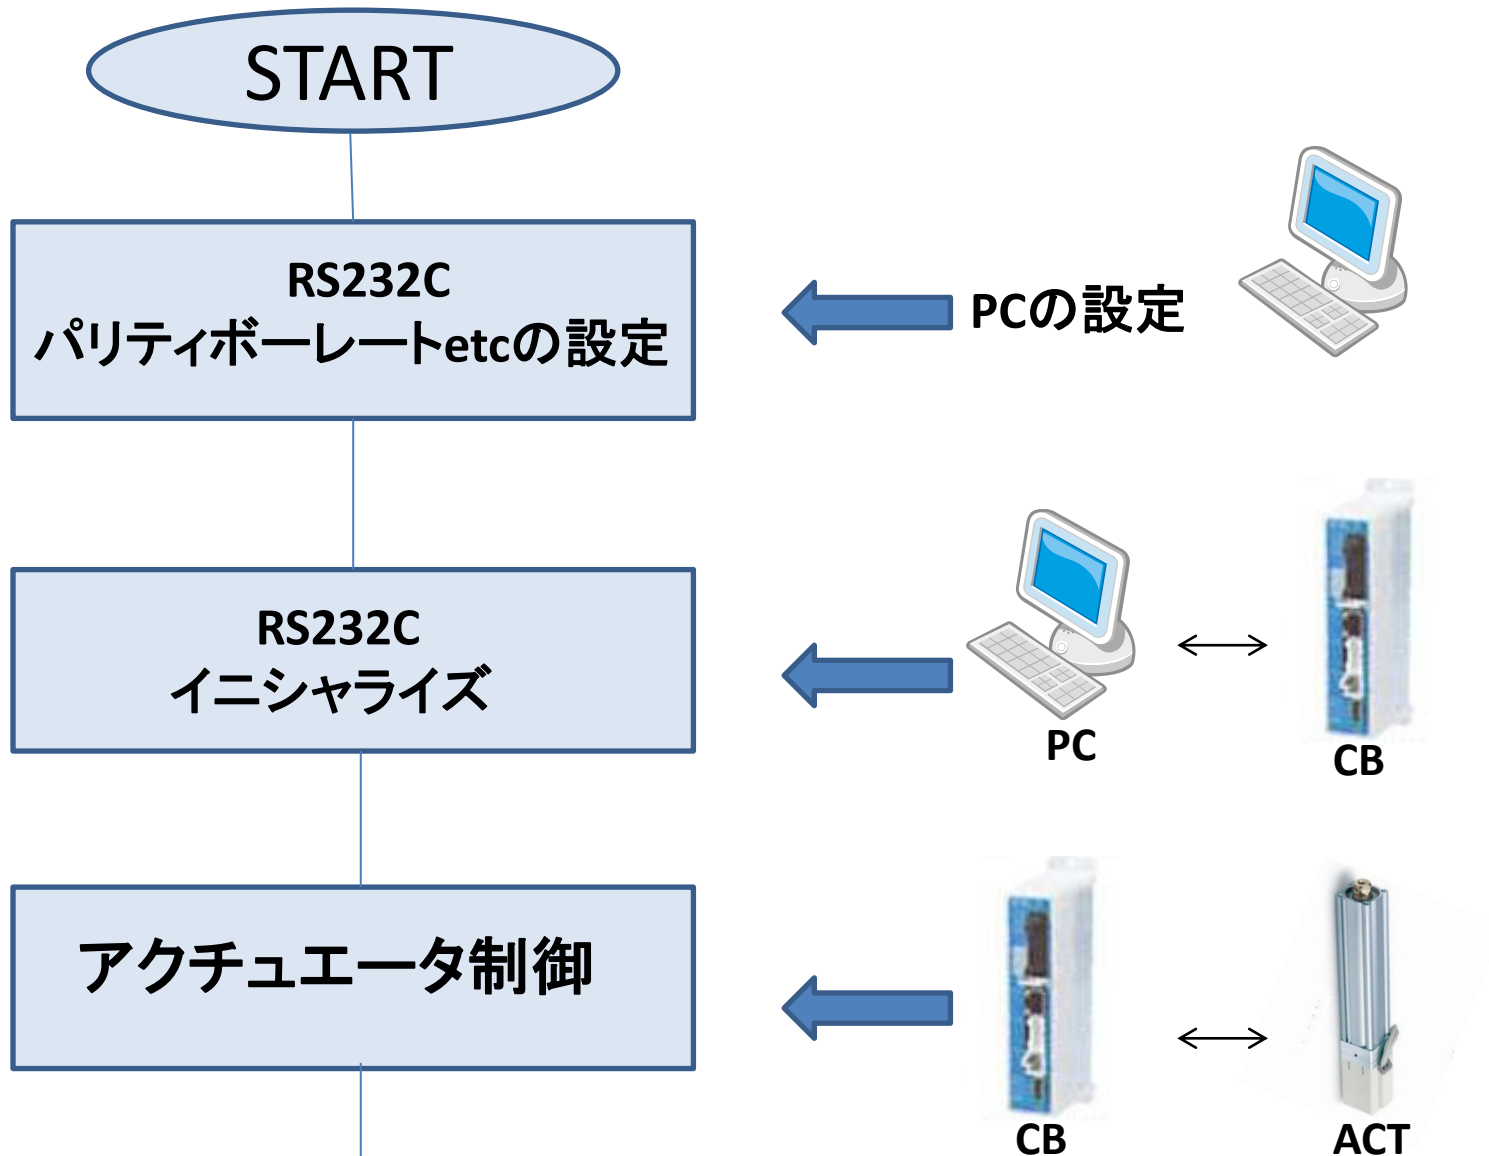 START
RS232C
パリティボーレートetcの設定
PCの設定
RS232C
イニシャライズ
PC
CB
アクチュエータ制御
CB
ACT